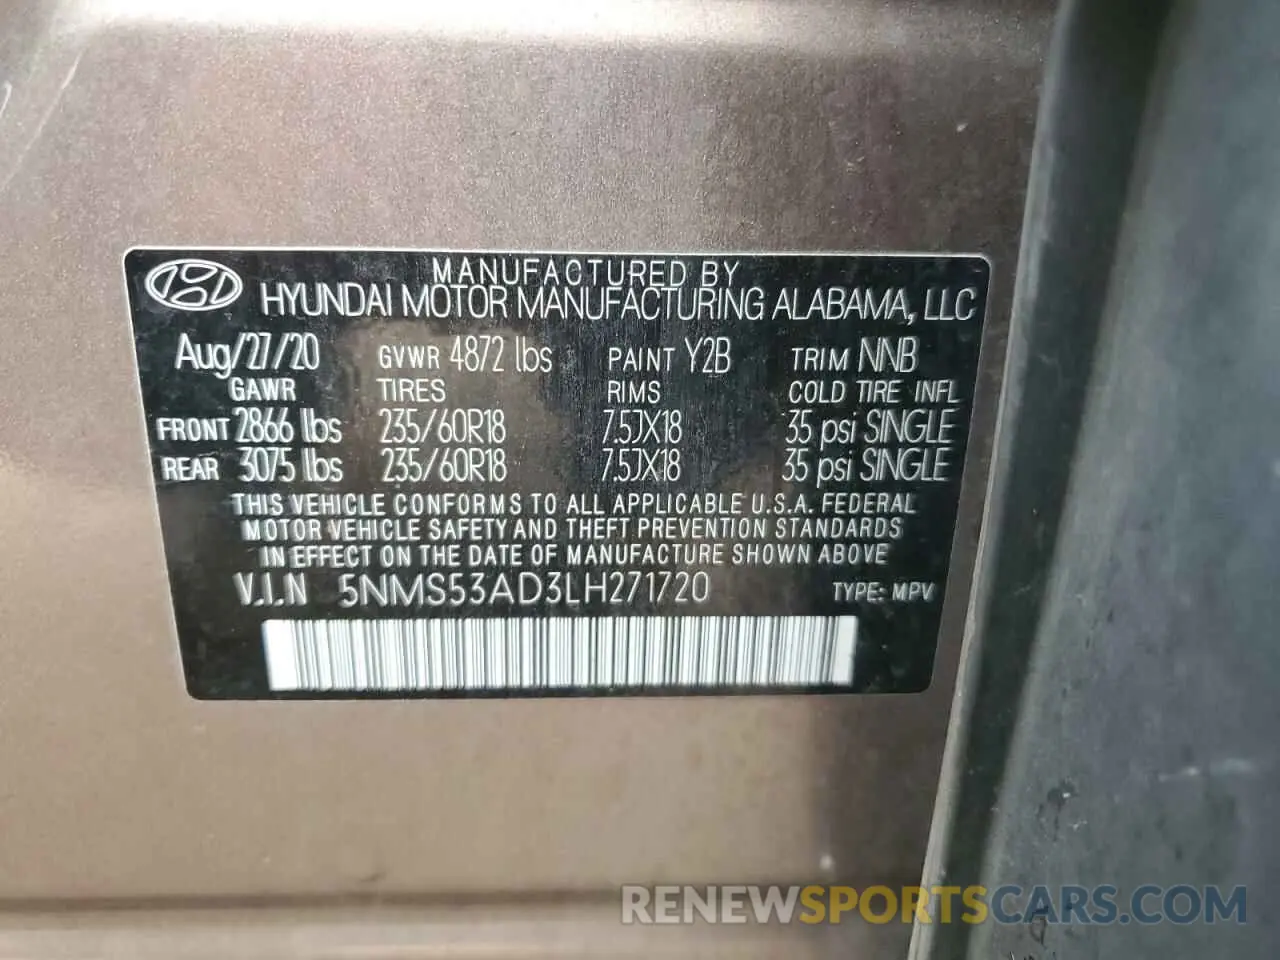 MANUFACTURED BY
HYUNDAI MOTOR MANUFACTURING ALABAMA, LLC
Aug/27/20 GVWR 4872 lbs PAINT Y2B TRIM NNB
GAWR TIRES RIMS COLD TIRE INFL
FRONT 2866 lbs 235/60R18 7.5JX18 35 psi SINGLE
REAR 3075 lbs 235/60R18 7.5JX18 35 psi SINGLE
THIS VEHICLE CONFORMS TO ALL APPLICABLE U.S.A. FEDERAL
MOTOR VEHICLE SAFETY AND THEFT PREVENTION STANDARDS
IN EFFECT ON THE DATE OF MANUFACTURE SHOWN ABOVE
V.I.N 5NMS53AD3LH271720 TYPE: MPV
RENEWSPORTSCARS.COM